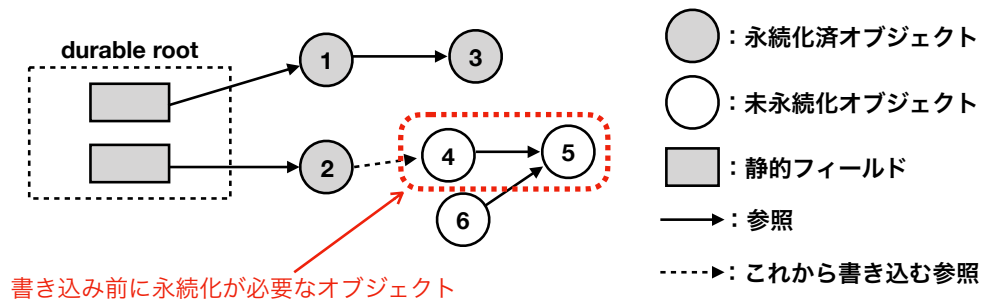 durable root
1
3
2
4
5
6
書き込み前に永続化が必要なオブジェクト
：永続化済オブジェクト
：未永続化オブジェクト
：静的フィールド
：参照
：これから書き込む参照